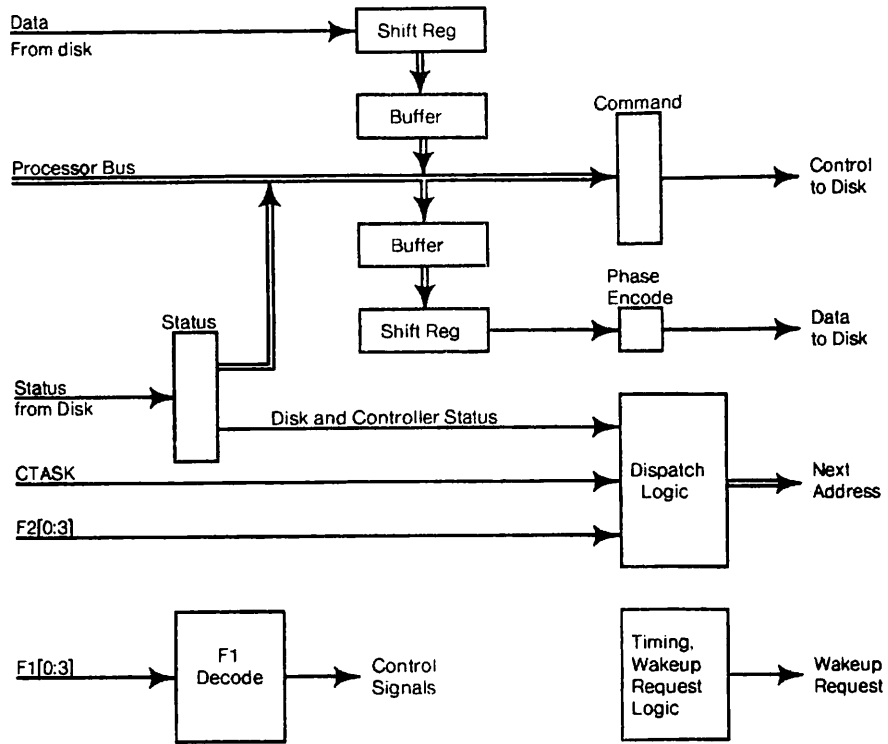 Data
From disk
Shift Reg
Buffer
Command
Processor Bus
Control
to Disk
Buffer
Phase
Encode
Status
Shift Reg
Data
to Disk
Status
from Disk
Disk and Controller Status
CTASK
Dispatch
Logic
Next
Address
F2[0:3]
F1[0:3]
F1
Decode
Control
Signals
Timing,
Wakeup
Request
Logic
Wakeup
Request